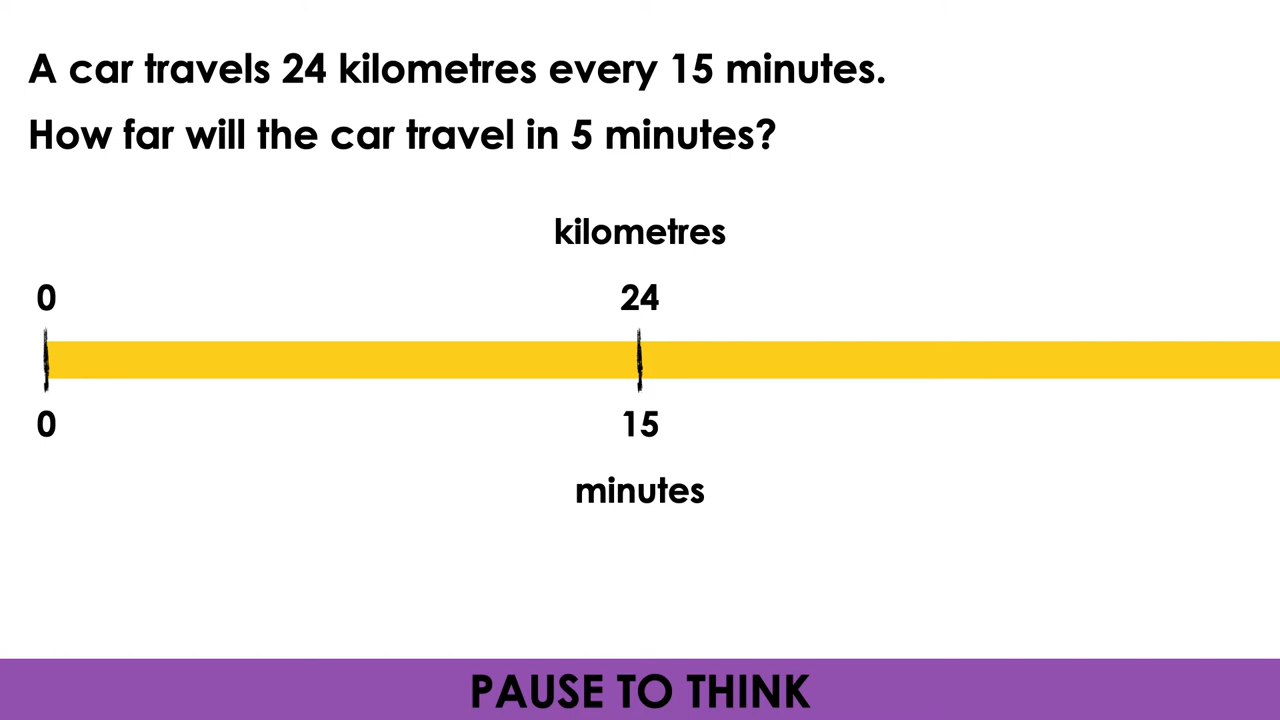 A car travels 24 kilometres every 15 minutes.
How far will the car travel in 5 minutes?
kilometres
0 24
0 15
minutes
PAUSE TO THINK